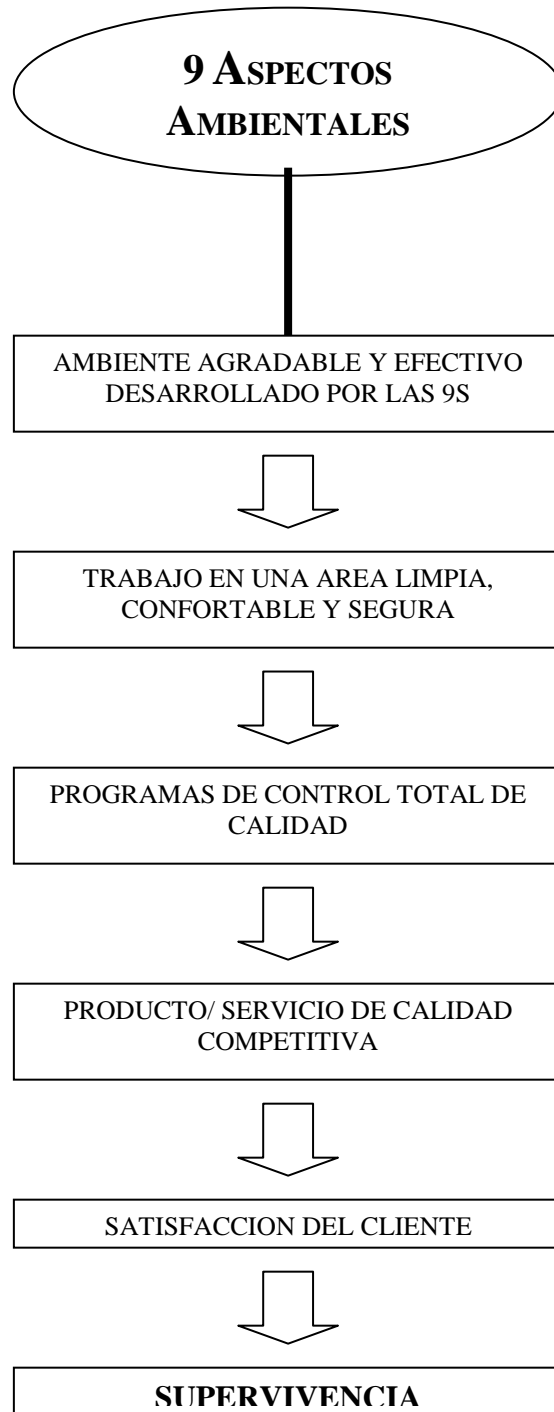 9 ASPECTOS
AMBIENTALES
AMBIENTE AGRADABLE Y EFECTIVO
DESARROLLADO POR LAS 9S
TRABAJO EN UNA AREA LIMPIA,
CONFORTABLE Y SEGURA
PROGRAMAS DE CONTROL TOTAL DE
CALIDAD
PRODUCTO/ SERVICIO DE CALIDAD
COMPETITIVA
SATISFACCION DEL CLIENTE
SUPERVIVENCIA